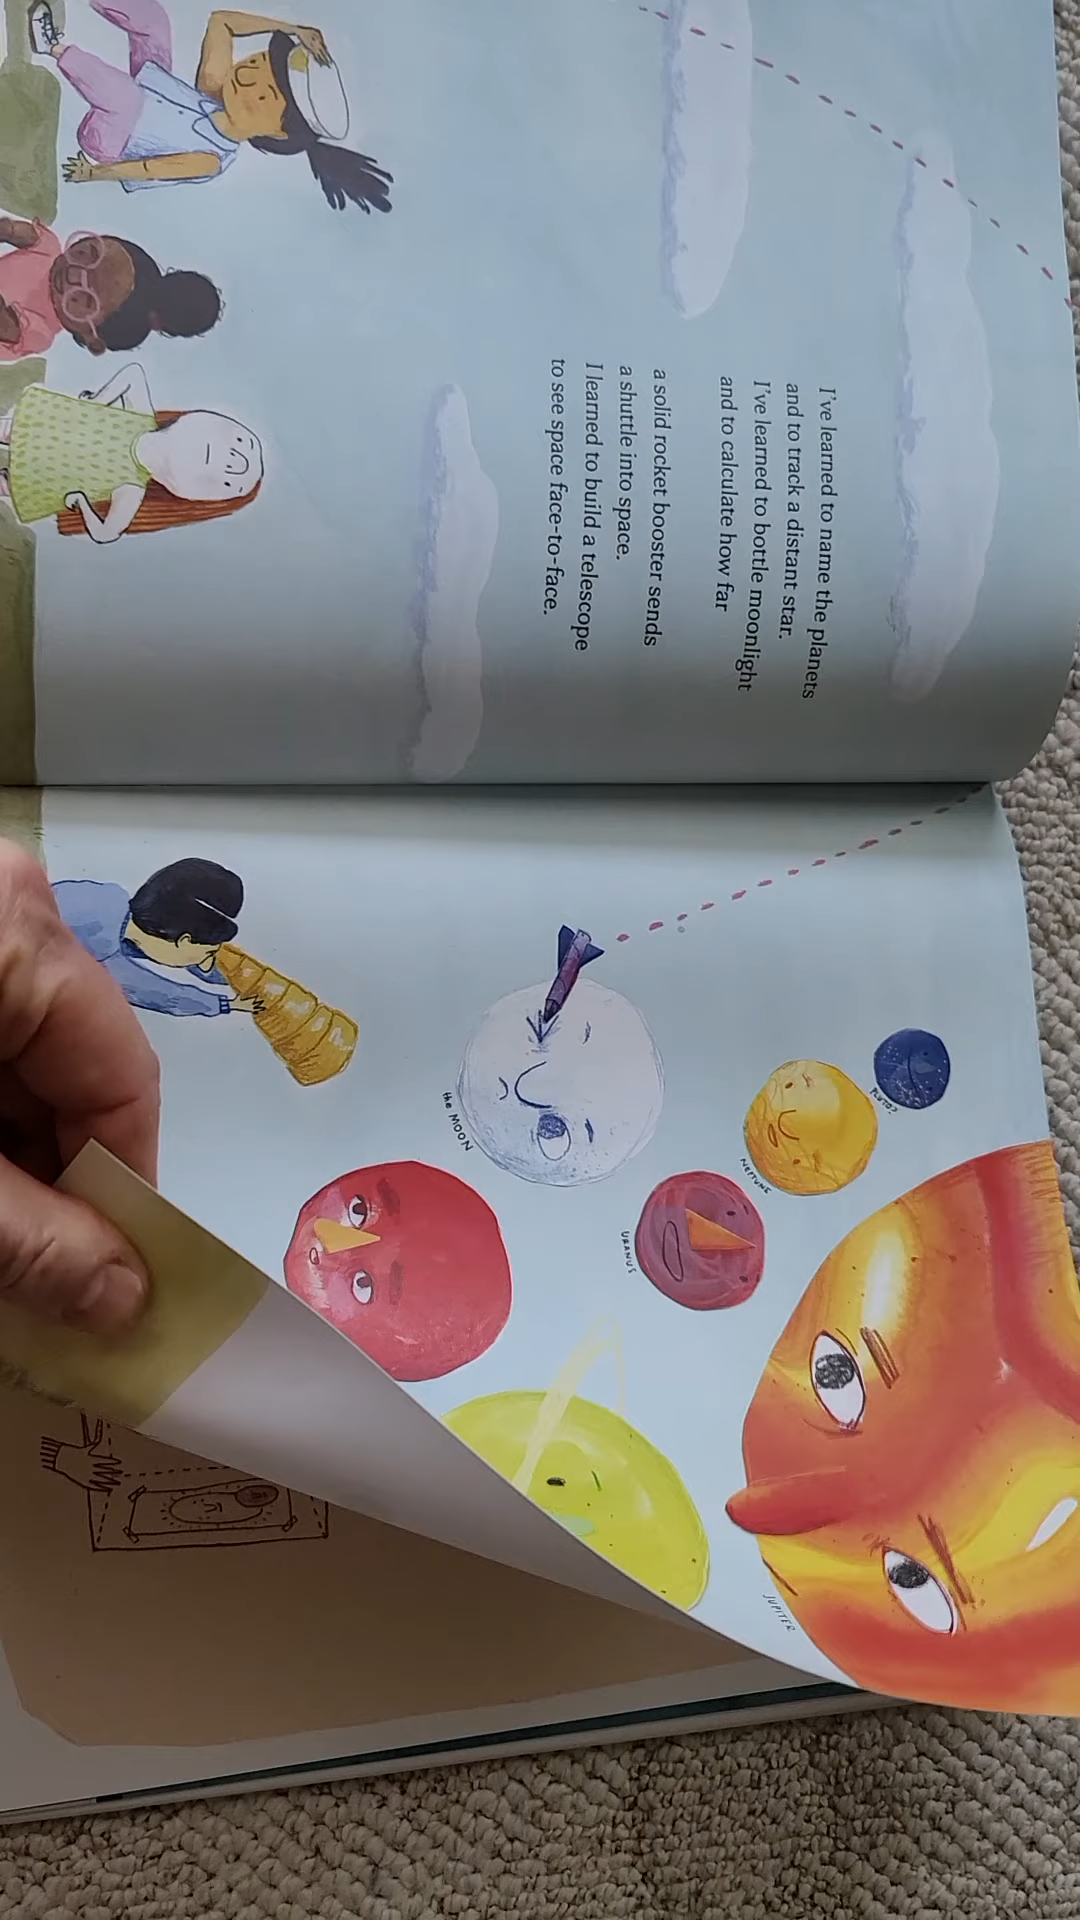 I've learned to name the planets
and to track a distant star.
I've learned to bottle moonlight
and to calculate how far
a solid rocket booster sends
a shuttle into space.
I learned to build a telescope
to see space face-to-face.
the MOON
PLUTO?
NEPTUNE
URANUS
JUPITER